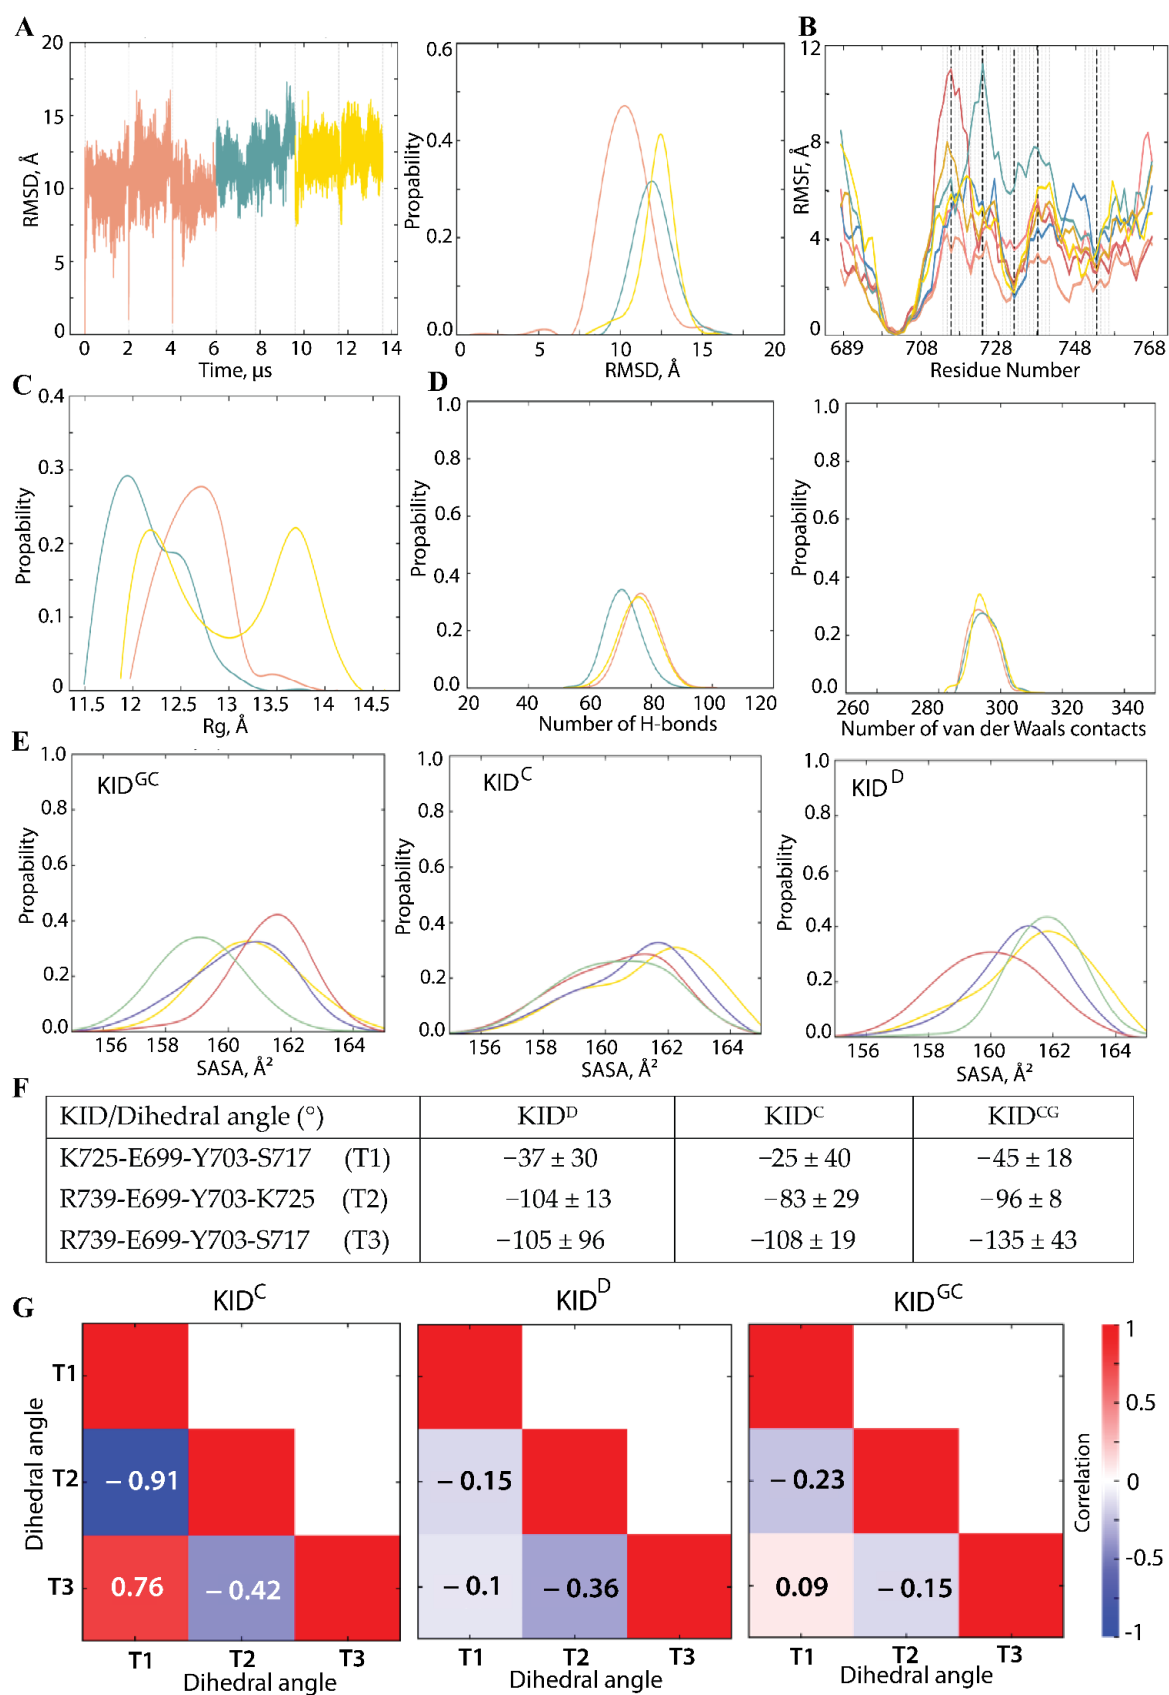 A
20
15
10
5
0
RMSD, Å
0 2 4 6 8 10 12 14
Time, µs
0.6
0.4
0.2
0.0
Propability
0 5 10 15 20
RMSD, Å
B
12
8
4
0
RMSF, Å
689 708 728 748 768
Residue Number
C
0.4
0.3
0.2
0.1
0
Propability
11.5 12 12.5 13 13.5 14 14.5
Rg, Å
D
1.0
0.8
0.6
0.4
0.2
0.0
Propability
20 40 60 80 100 120
Number of H-bonds
1.0
0.8
0.6
0.4
0.2
0.0
Propability
260 280 300 320 340
Number of van der Waals contacts
E
KID^GC
1.0
0.8
0.6
0.4
0.2
0.0
Propability
156 158 160 162 164
SASA, Å²
KID^C
1.0
0.8
0.6
0.4
0.2
0.0
Propability
156 158 160 162 164
SASA, Å²
KID^D
1.0
0.8
0.6
0.4
0.2
0.0
Propability
156 158 160 162 164
SASA, Å²
F
KID/Dihedral angle (°) KID^D KID^C KID^CG
K725-E699-Y703-S717 (T1) −37 ± 30 −25 ± 40 −45 ± 18
R739-E699-Y703-K725 (T2) −104 ± 13 −83 ± 29 −96 ± 8
R739-E699-Y703-S717 (T3) −105 ± 96 −108 ± 19 −135 ± 43
G
KID^C
T1
T2
T3
Dihedral angle
− 0.91
0.76 − 0.42
T1 T2 T3
Dihedral angle
KID^D
− 0.15
− 0.1 − 0.36
T1 T2 T3
Dihedral angle
KID^GC
− 0.23
0.09 − 0.15
T1 T2 T3
Dihedral angle
1
0.5
0
-0.5
-1
Correlation